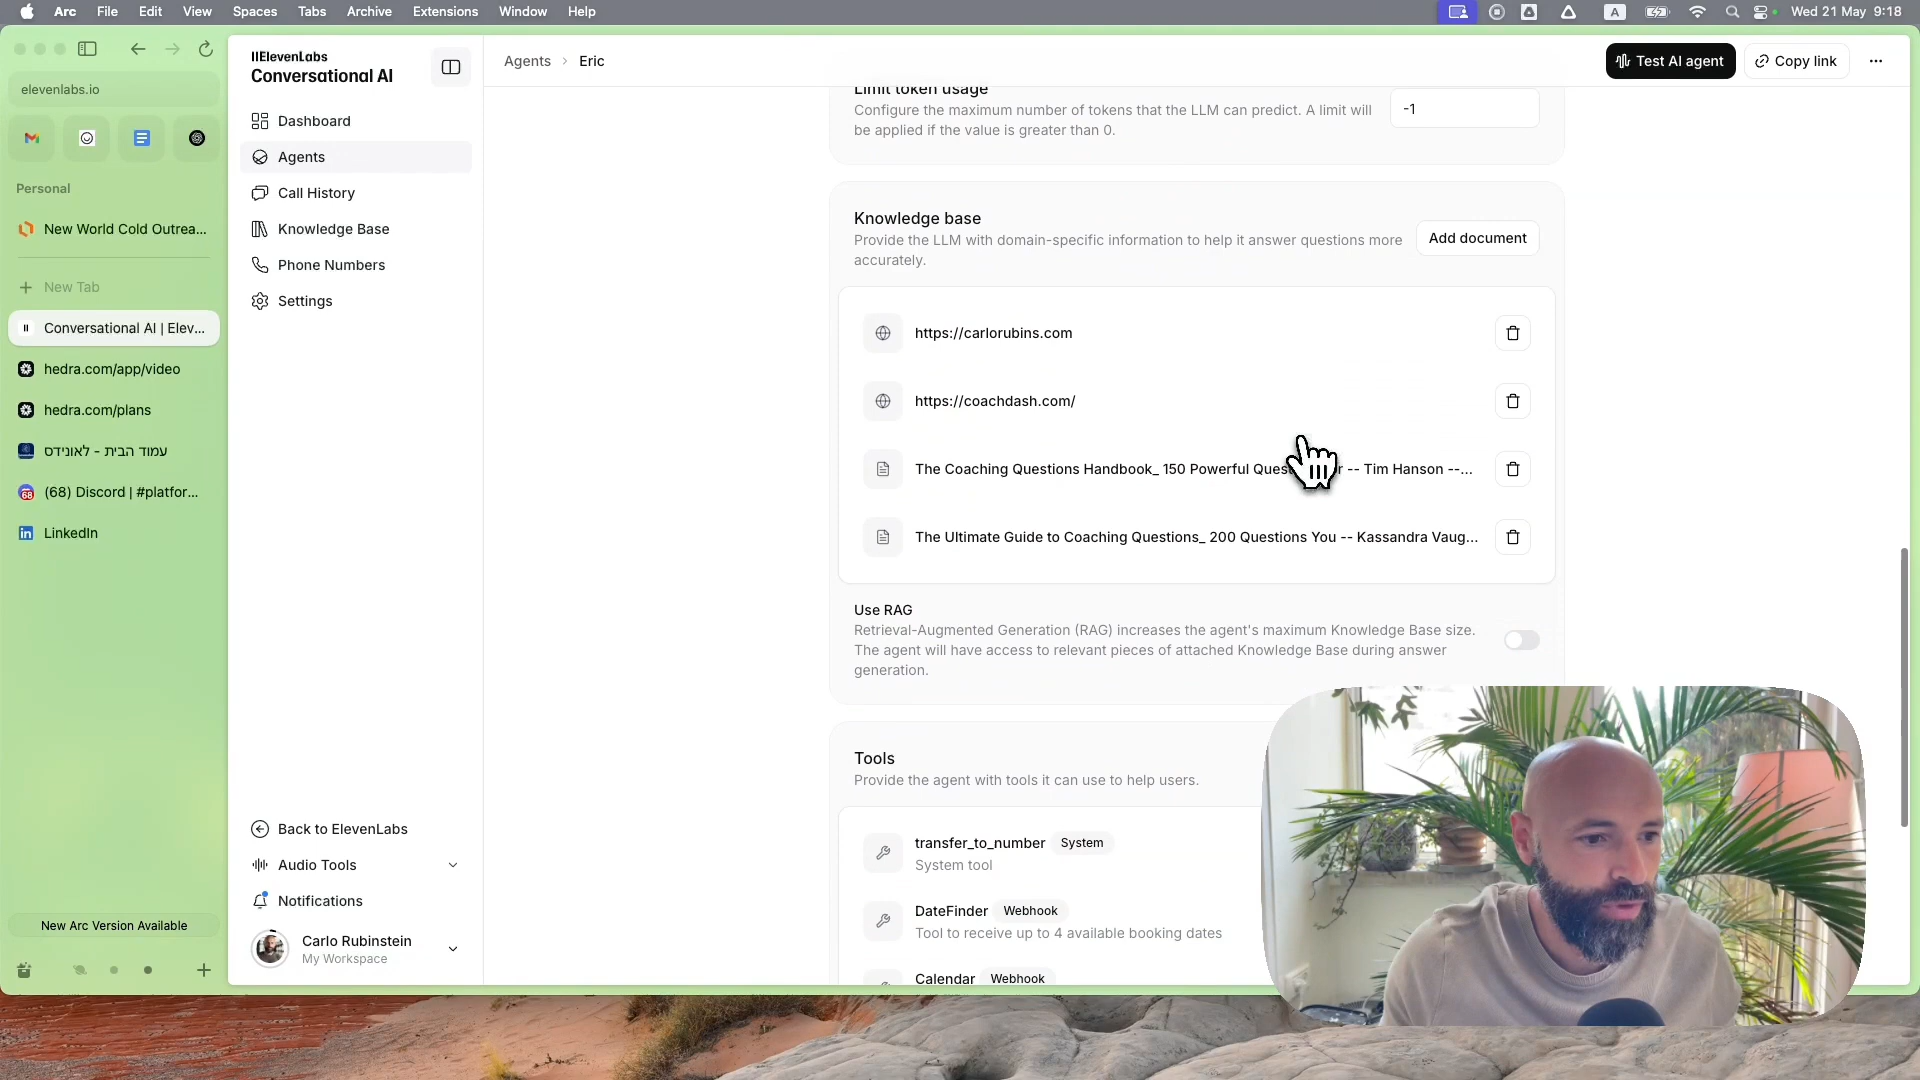 Arc File Edit View Spaces Tabs Archive Extensions Window Help
A
Wed 21 May 9:18
elevenlabs.io
Personal
New World Cold Outrea...
New Tab
Conversational AI | Elev...
hedra.com/app/video
hedra.com/plans
עמוד הבית - לאונידס
(68) Discord | #platfor...
LinkedIn
New Arc Version Available
IIElevenLabs
Conversational AI
Dashboard
Agents
Call History
Knowledge Base
Phone Numbers
Settings
Back to ElevenLabs
Audio Tools
Notifications
Carlo Rubinstein
My Workspace
Agents > Eric
Test AI agent
Copy link
Limit token usage
Configure the maximum number of tokens that the LLM can predict. A limit will
be applied if the value is greater than 0.
-1
Knowledge base
Provide the LLM with domain-specific information to help it answer questions more
accurately.
Add document
https://carlorubins.com
https://coachdash.com/
The Coaching Questions Handbook_ 150 Powerful Ques r -- Tim Hanson --...
The Ultimate Guide to Coaching Questions_ 200 Questions You -- Kassandra Vaug...
Use RAG
Retrieval-Augmented Generation (RAG) increases the agent's maximum Knowledge Base size.
The agent will have access to relevant pieces of attached Knowledge Base during answer
generation.
Tools
Provide the agent with tools it can use to help users.
transfer_to_number System
System tool
DateFinder Webhook
Tool to receive up to 4 available booking dates
Calendar Webhook